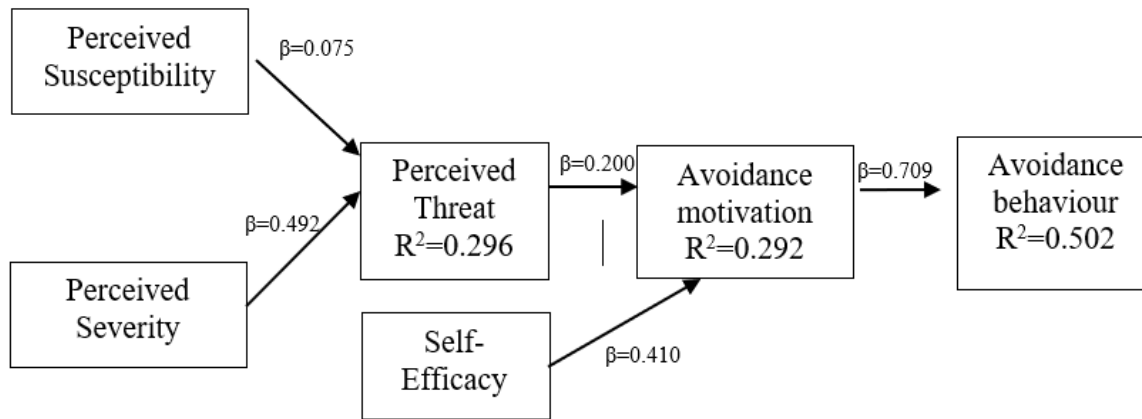 Perceived
Susceptibility
β=0.075
Perceived
Severity
β=0.492
Perceived
Threat
R²=0.296
β=0.200
Self-
Efficacy
β=0.410
Avoidance
motivation
R²=0.292
β=0.709
Avoidance
behaviour
R²=0.502